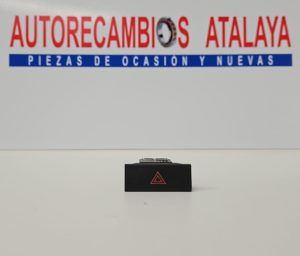 AUTORECAMBIOS ATALAYA
PIEZAS DE OCASIÓN Y NUEVAS